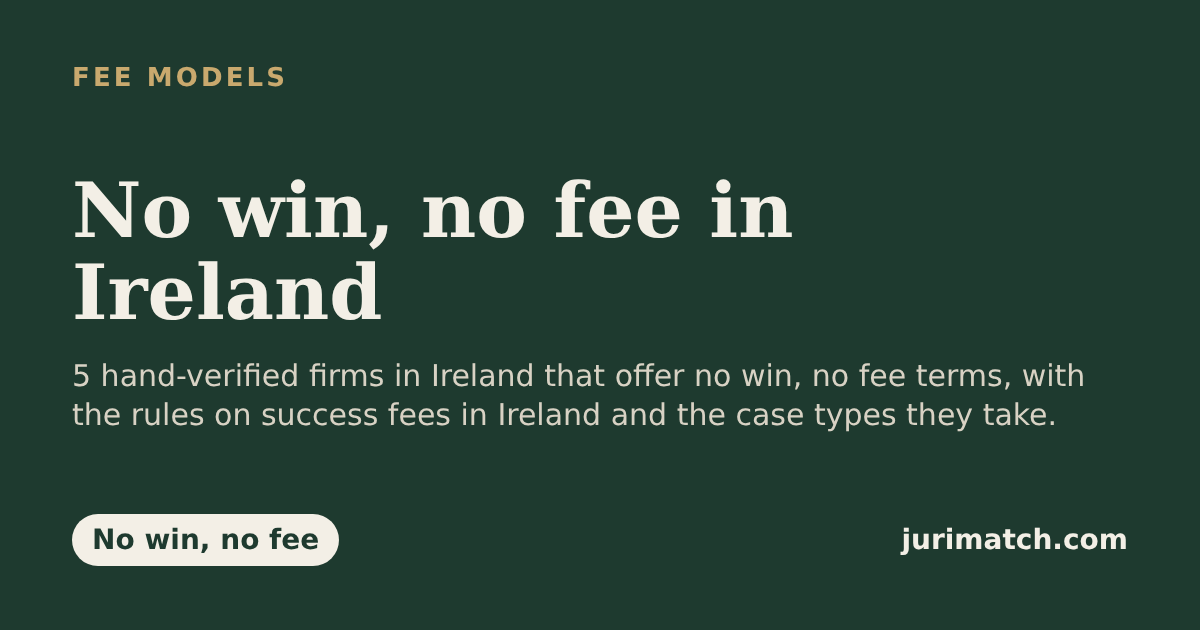 FEE MODELS
No win, no fee in
Ireland
5 hand-verified firms in Ireland that offer no win, no fee terms, with
the rules on success fees in Ireland and the case types they take.
No win, no fee
jurimatch.com